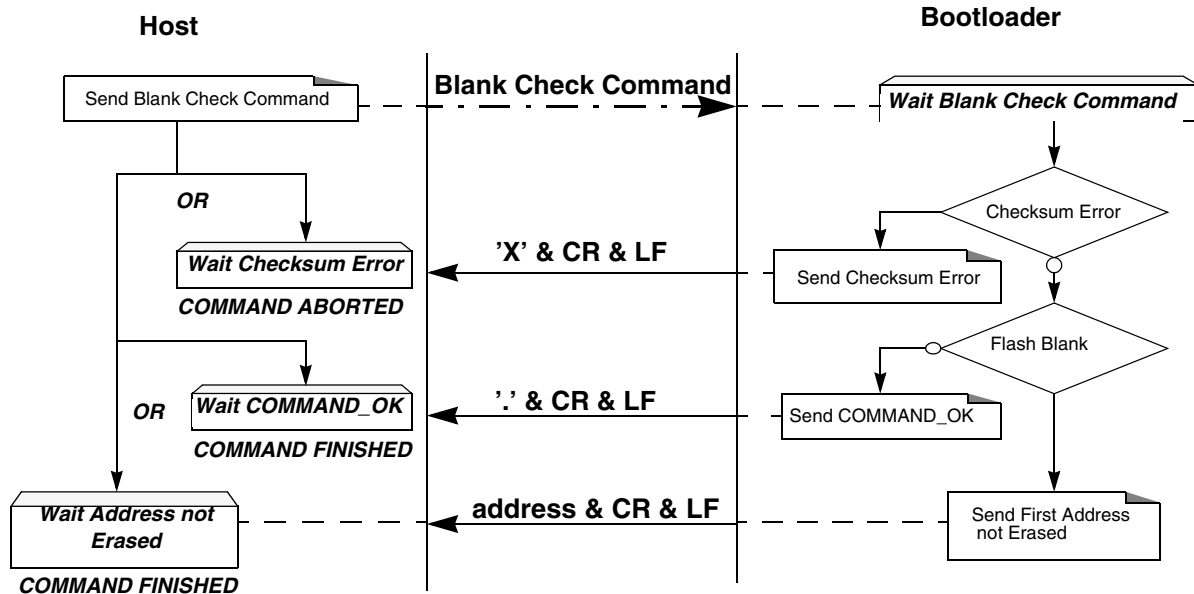 Host
Bootloader
Send Blank Check Command
Blank Check Command
Wait Blank Check Command
OR
Checksum Error
Wait Checksum Error
'X' & CR & LF
Send Checksum Error
COMMAND ABORTED
Flash Blank
OR
Wait COMMAND_OK
'.' & CR & LF
Send COMMAND_OK
COMMAND FINISHED
Wait Address not
Erased
address & CR & LF
Send First Address
not Erased
COMMAND FINISHED